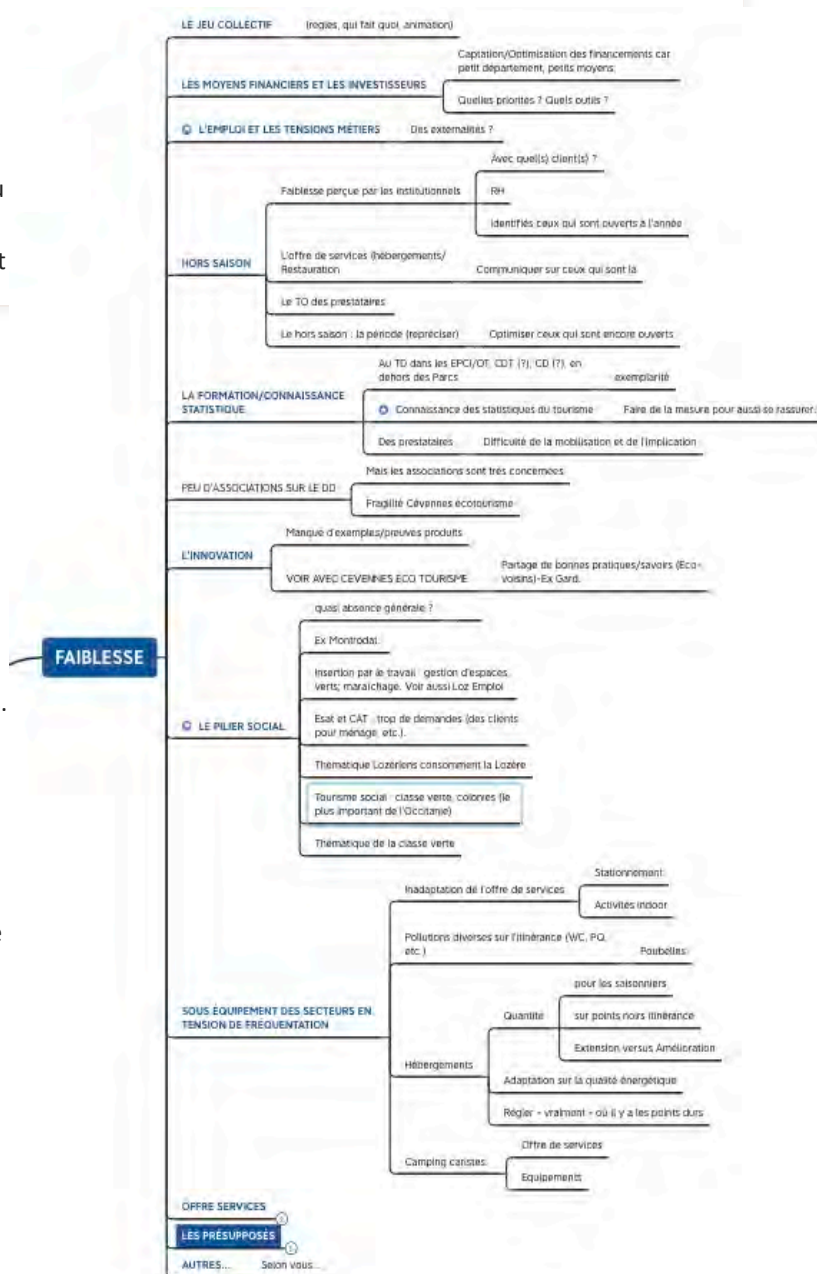 u
t
.
e
FAIBLESSE
LE JEU COLLECTIF
(règles, qui fait quoi, animation)
LES MOYENS FINANCIERS ET LES INVESTISSEURS
Captation/Optimisation des financements car
petit département, petits moyens.
Quelles priorités ? Quels outils ?
L'EMPLOI ET LES TENSIONS MÉTIERS
Des externalités ?
HORS SAISON
Faiblesse perçue par les institutionnels
Avec quel(s) client(s) ?
RH
Identifiés ceux qui sont ouverts à l'année
L'offre de services (hébergements/
Restauration
Communiquer sur ceux qui sont là
Le TO des prestataires
Le hors saison : la période (repréciser)
Optimiser ceux qui sont encore ouverts
LA FORMATION/CONNAISSANCE
STATISTIQUE
Au TD dans les EPCI/OT, CDT (?), CD (?), en
dehors des Parcs
exemplarité
Connaissance des statistiques du tourisme
Faire de la mesure pour aussi se rassurer.
Des prestataires
Difficulté de la mobilisation et de l'implication
PEU D'ASSOCIATIONS SUR LE DD
Mais les associations sont très concernées
Fragilité Cévennes écotourisme
L'INNOVATION
Manque d'exemples/preuves produits
VOIR AVEC CEVENNES ECO TOURISME
Partage de bonnes pratiques/savoirs (Eco-
voisins)-Ex Gard.
LE PILIER SOCIAL
quasi absence générale ?
Ex Montrodat.
Insertion par le travail : gestion d'espaces
verts, maraîchage. Voir aussi Loz Emploi
Esat et CAT : trop de demandes (des clients
pour ménage, etc.).
Thématique Lozériens consomment la Lozère
Tourisme social : classe verte, colonies (le
plus important de l'Occitanie)
Thématique de la classe verte
SOUS ÉQUIPEMENT DES SECTEURS EN
TENSION DE FRÉQUENTATION
Inadaptation de l'offre de services
Stationnement
Activités indoor
Pollutions diverses sur l'itinérance (WC, PQ,
etc.)
Poubelles
Hébergements
Quantité
pour les saisonniers
sur points noirs itinérance
Extension versus Amélioration
Adaptation sur la qualité énergétique
Régler « vraiment » où il y a les points durs
Camping caristes
Offre de services
Equipements
OFFRE SERVICES
LES PRÉSUPPOSÉS
AUTRES...
Selon vous...